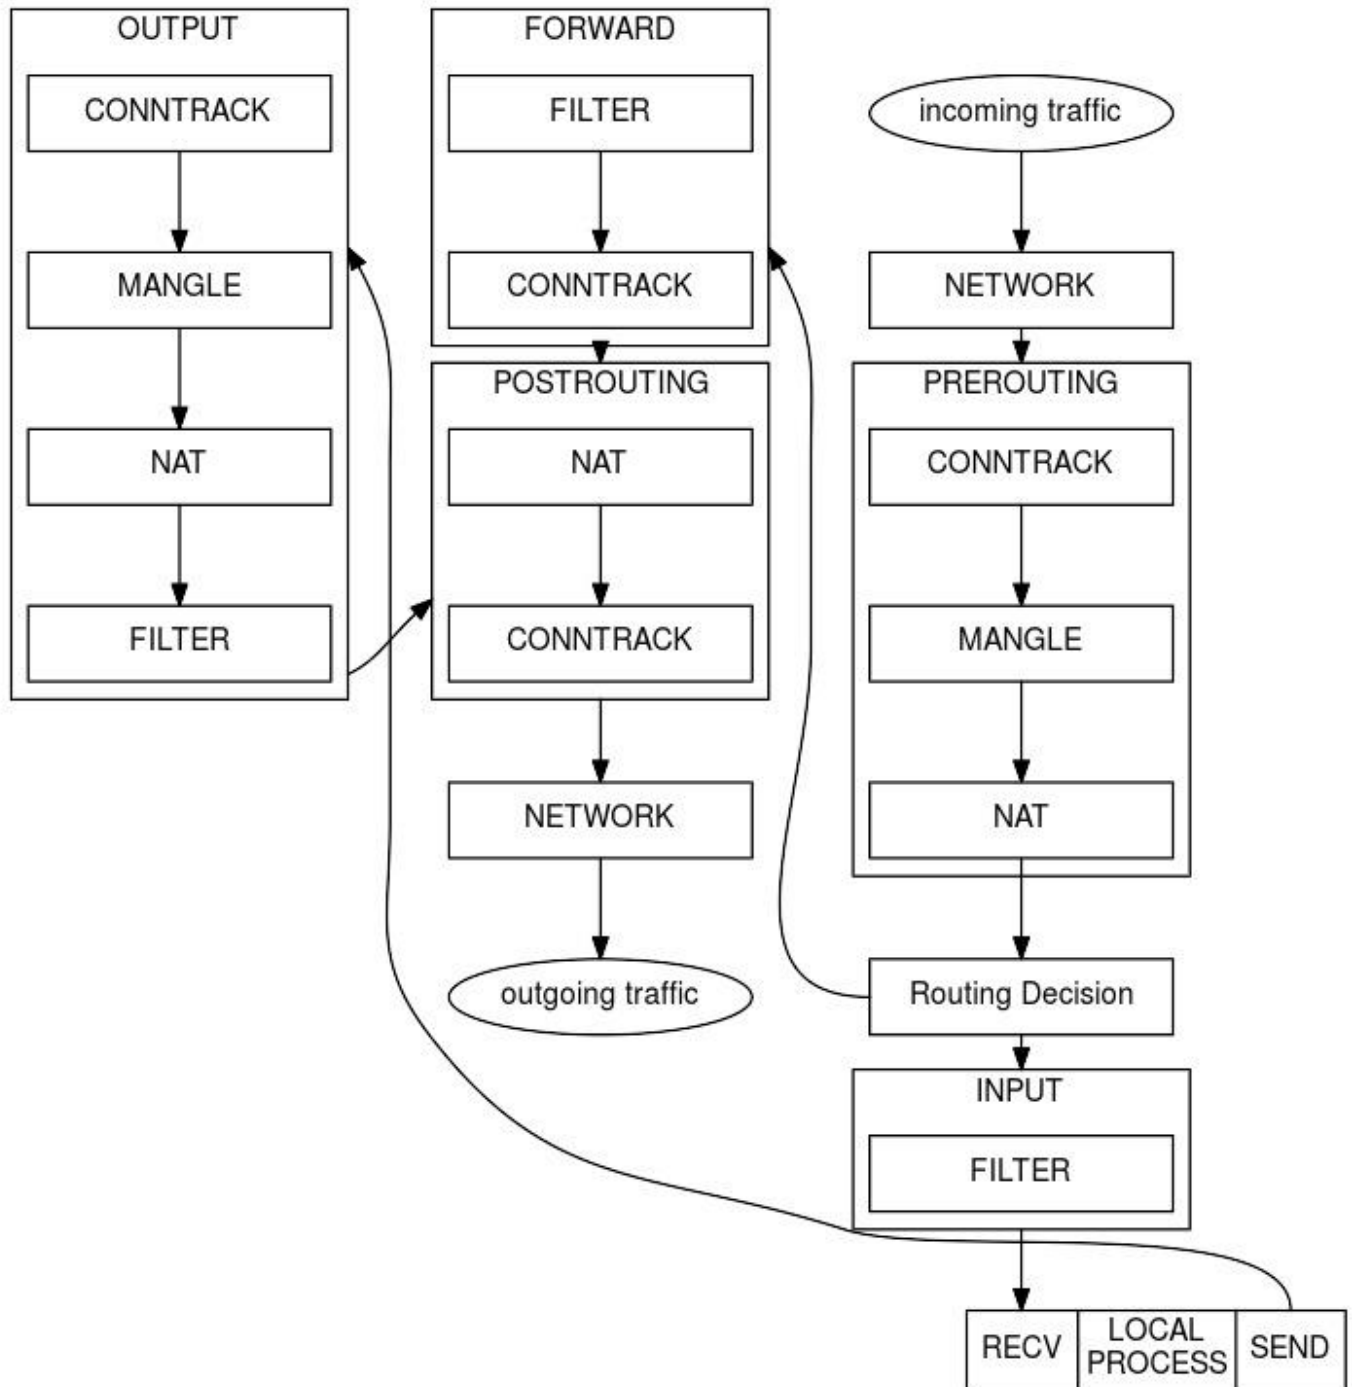 OUTPUT
CONNTRACK
MANGLE
NAT
FILTER
FORWARD
FILTER
CONNTRACK
POSTROUTING
NAT
CONNTRACK
NETWORK
outgoing traffic
incoming traffic
NETWORK
PREROUTING
CONNTRACK
MANGLE
NAT
Routing Decision
INPUT
FILTER
RECV
LOCAL
PROCESS
SEND